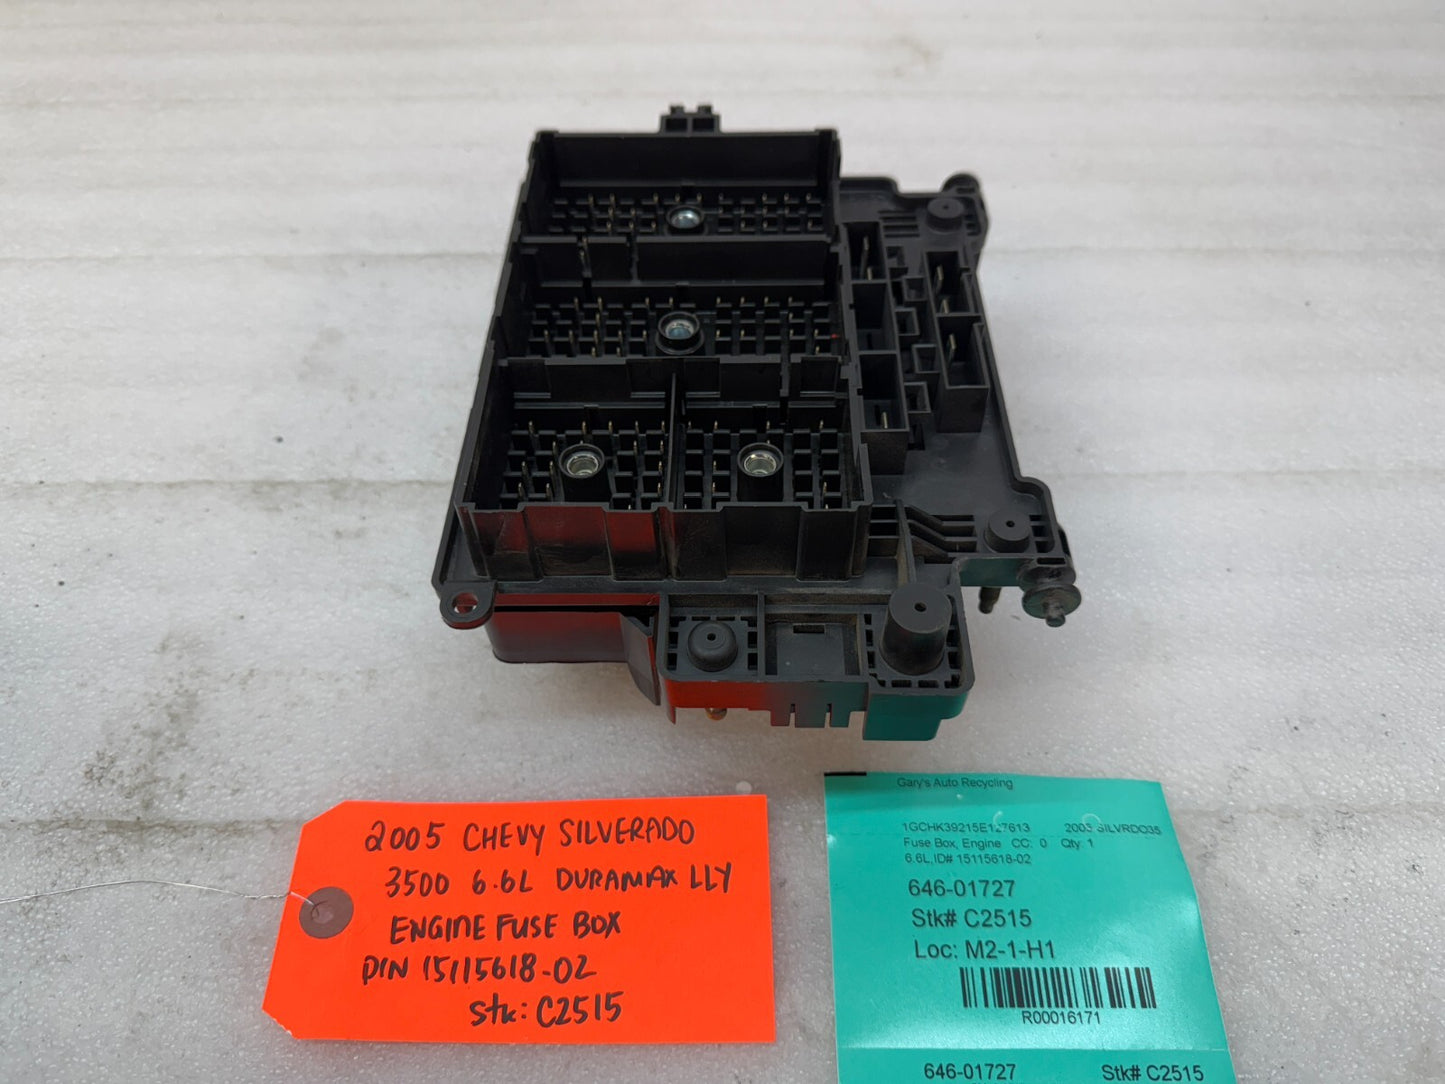 2005 CHEVY SILVERADO
3500 6.6L DURAMAX LLY
ENGINE FUSE BOX
P/N 15115618-02
Stk: C2515
Gary's Auto Recycling
1GCHK39215E127613 2005 SILVRDO35
Fuse Box, Engine CC: 0 Qty: 1
6.6L,ID# 15115618-02
646-01727
Stk# C2515
Loc: M2-1-H1
R00016171
646-01727 Stk# C2515